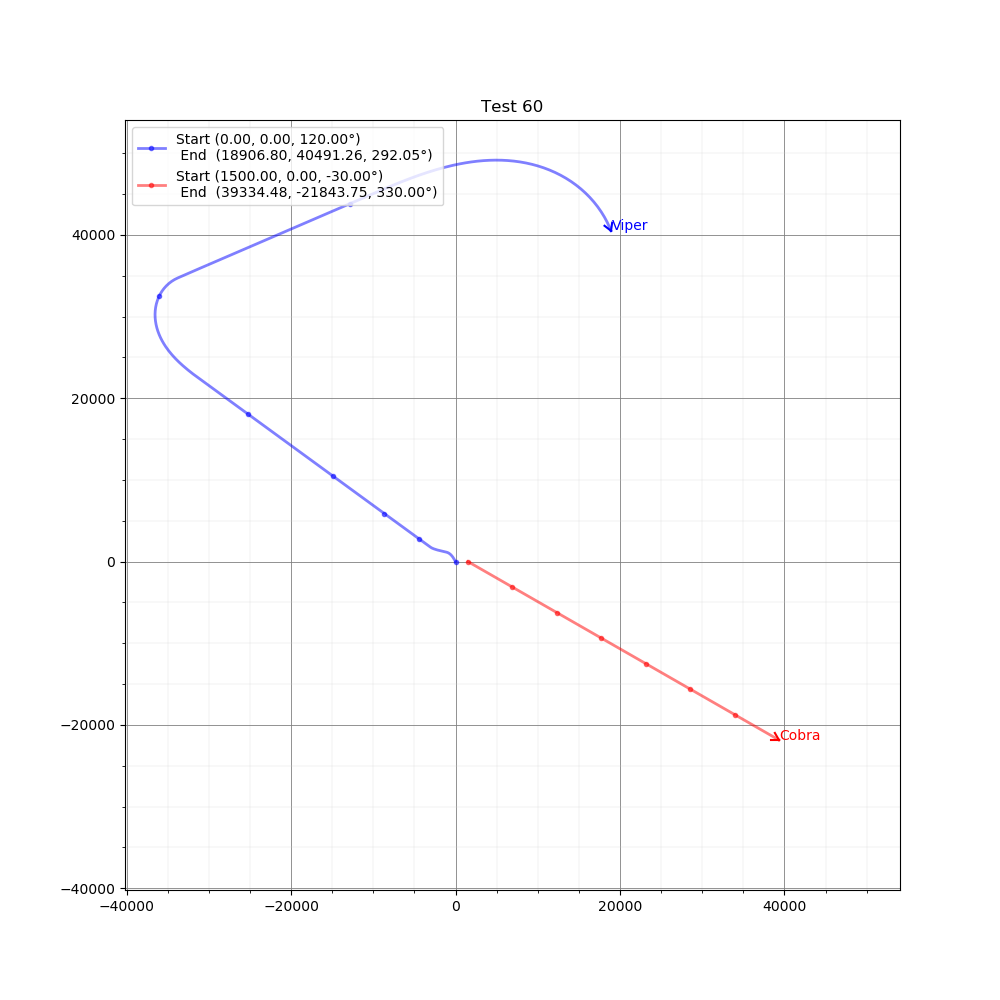 Test 60
Start (0.00, 0.00, 120.00°)
End (18906.80, 40491.26, 292.05°)
Start (1500.00, 0.00, -30.00°)
End (39334.48, -21843.75, 330.00°)
Viper
Cobra
40000
20000
0
−20000
−40000
−40000 −20000 0 20000 40000